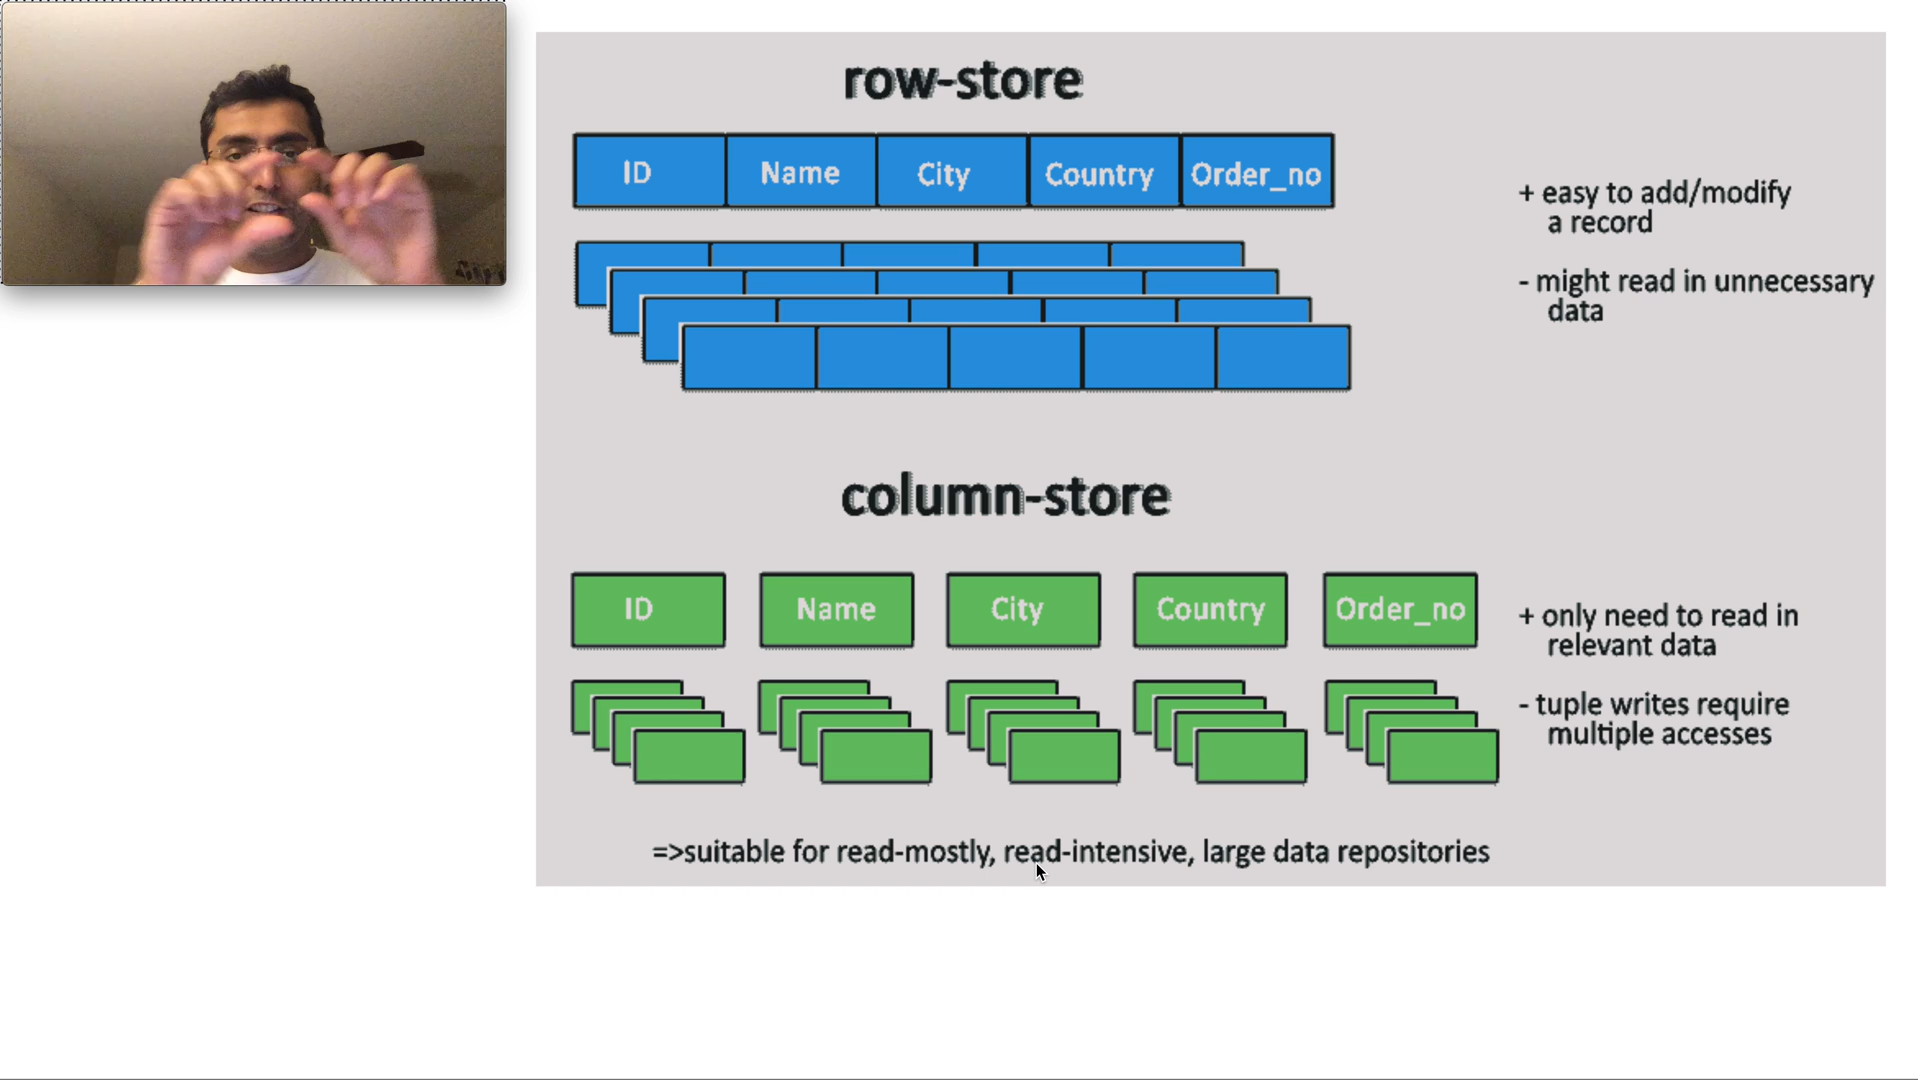 row-store
ID Name City Country Order_no
+ easy to add/modify
a record
- might read in unnecessary
data
column-store
ID Name City Country Order_no
+ only need to read in
relevant data
- tuple writes require
multiple accesses
=>suitable for read-mostly, read-intensive, large data repositories